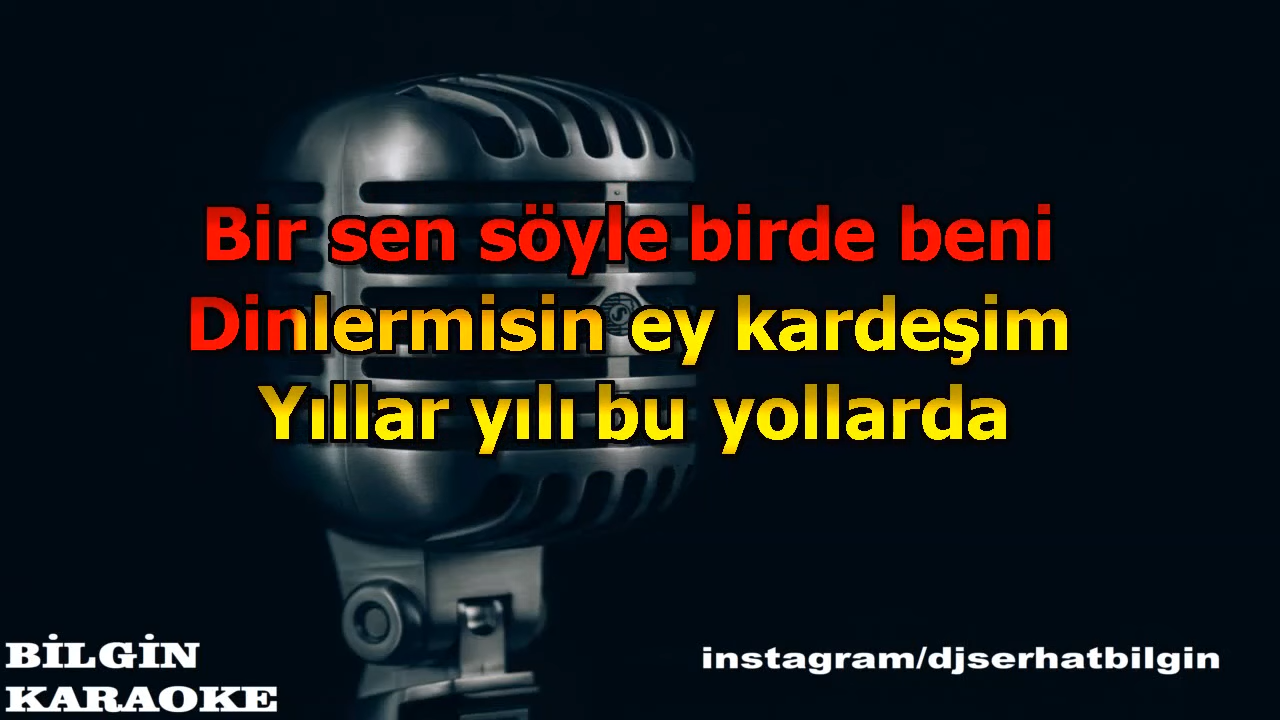 Bir sen söyle birde beni
Dinlermisin ey kardeşim
Yıllar yılı bu yollarda
BİLGİN
KARAOKE
instagram/djserhatbilgin